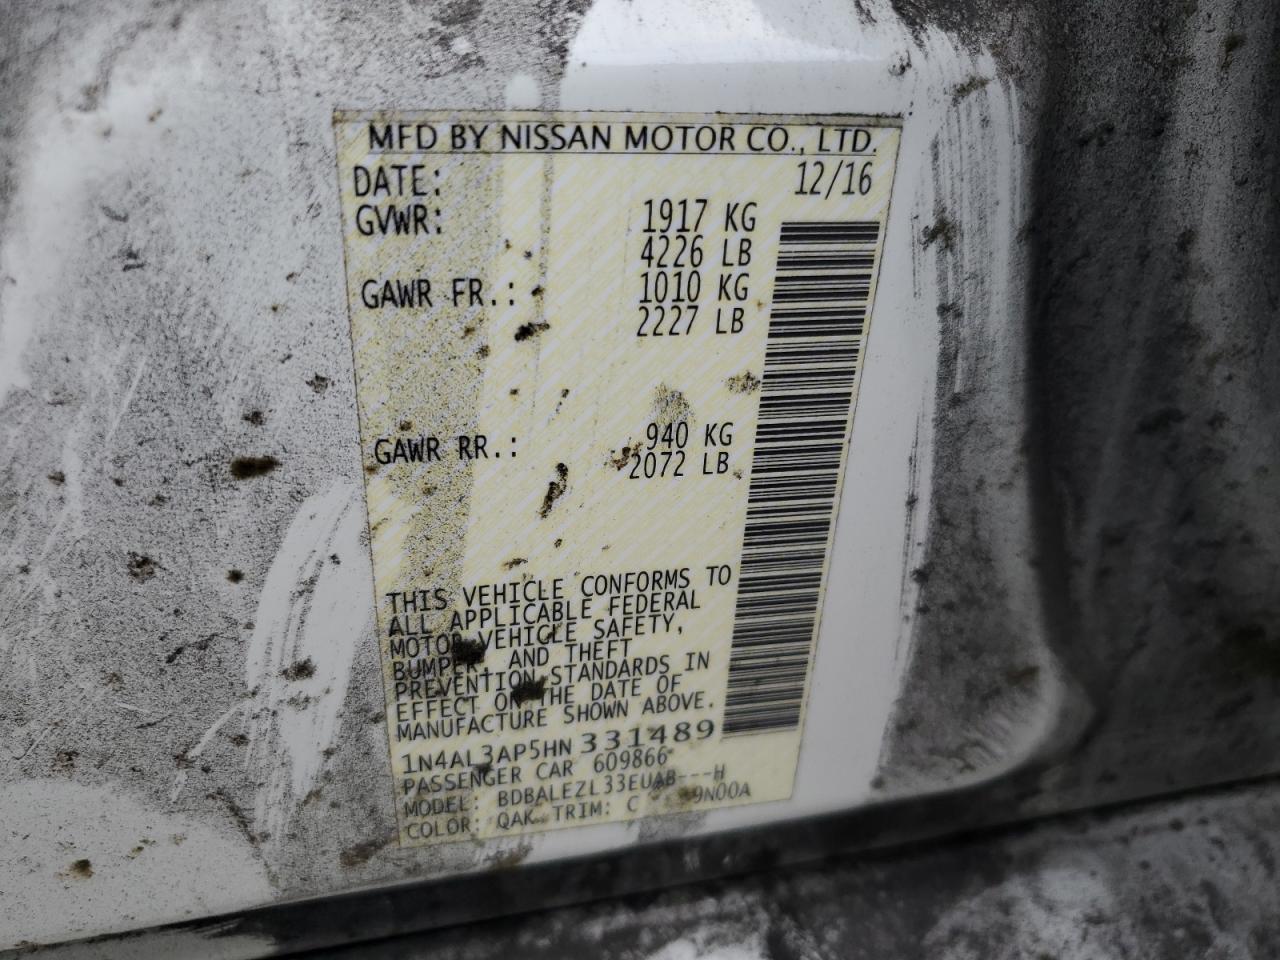 MFD BY NISSAN MOTOR CO., LTD.
DATE: 12/16
GVWR: 1917 KG
4226 LB
GAWR FR.: 1010 KG
2227 LB
GAWR RR.: 940 KG
2072 LB
THIS VEHICLE CONFORMS TO
ALL APPLICABLE FEDERAL
MOTOR VEHICLE SAFETY,
BUMPER, AND THEFT
PREVENTION STANDARDS IN
EFFECT ON THE DATE OF
MANUFACTURE SHOWN ABOVE.
1N4AL3AP5HN331489
PASSENGER CAR 609866
MODEL: BDBALEZL33EUAB---H
COLOR: QAK TRIM: C 9N00A